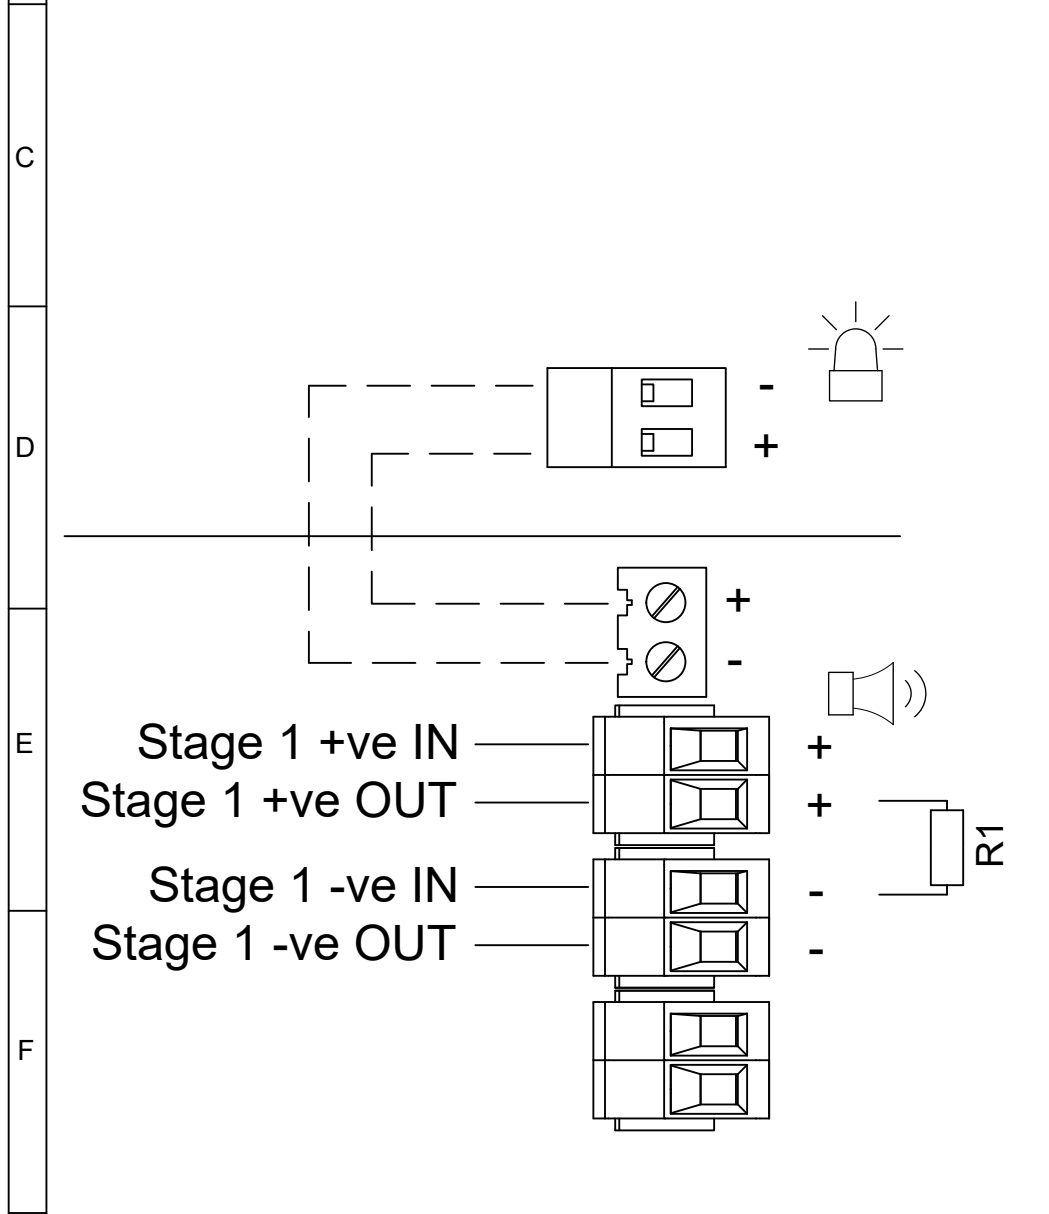 C
-
D
+
+
-
E
Stage 1 +ve IN
+
Stage 1 +ve OUT
+
R1
Stage 1 -ve IN
-
Stage 1 -ve OUT
-
F